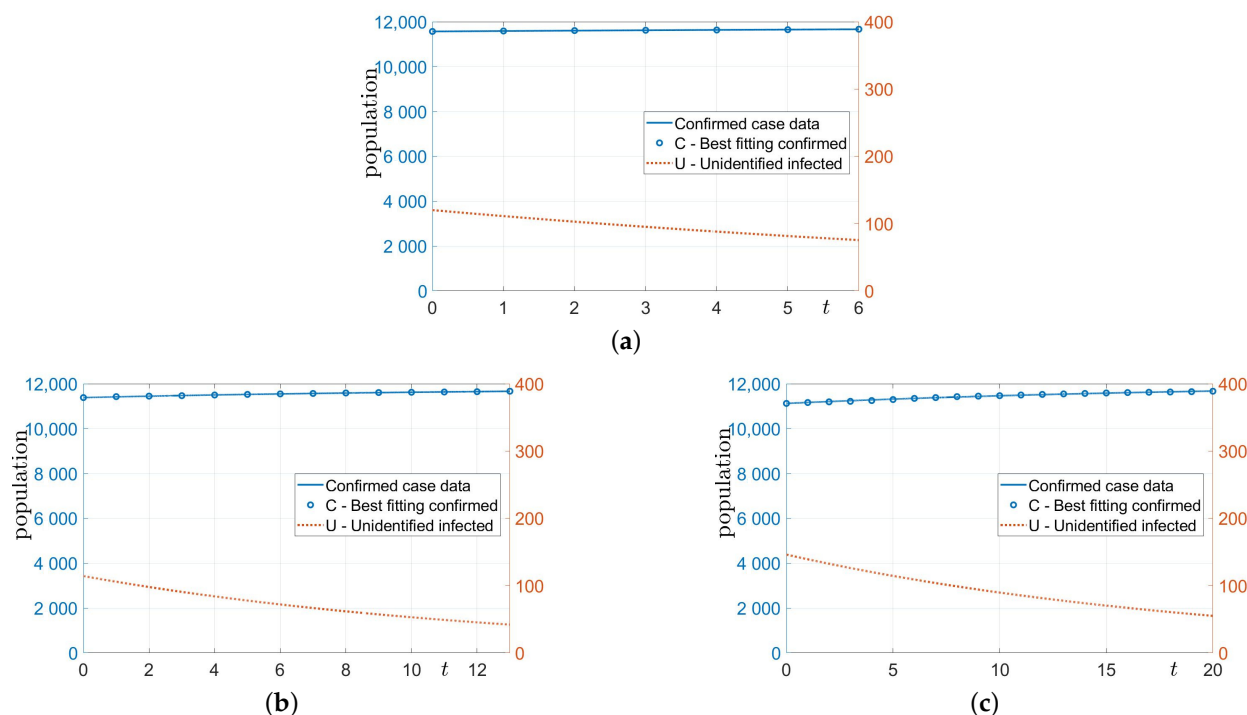 12,000
10,000
8 000
6 000
4 000
2 000
0
population
400
300
200
100
0
Confirmed case data
C - Best fitting confirmed
U - Unidentified infected
0 1 2 3 4 5 t 6
(a)
12,000
10,000
8 000
6 000
4 000
2 000
0
population
400
300
200
100
0
Confirmed case data
C - Best fitting confirmed
U - Unidentified infected
0 2 4 6 8 10 t 12
(b)
12,000
10,000
8 000
6 000
4 000
2 000
0
population
400
300
200
100
0
Confirmed case data
C - Best fitting confirmed
U - Unidentified infected
0 5 10 15 t 20
(c)